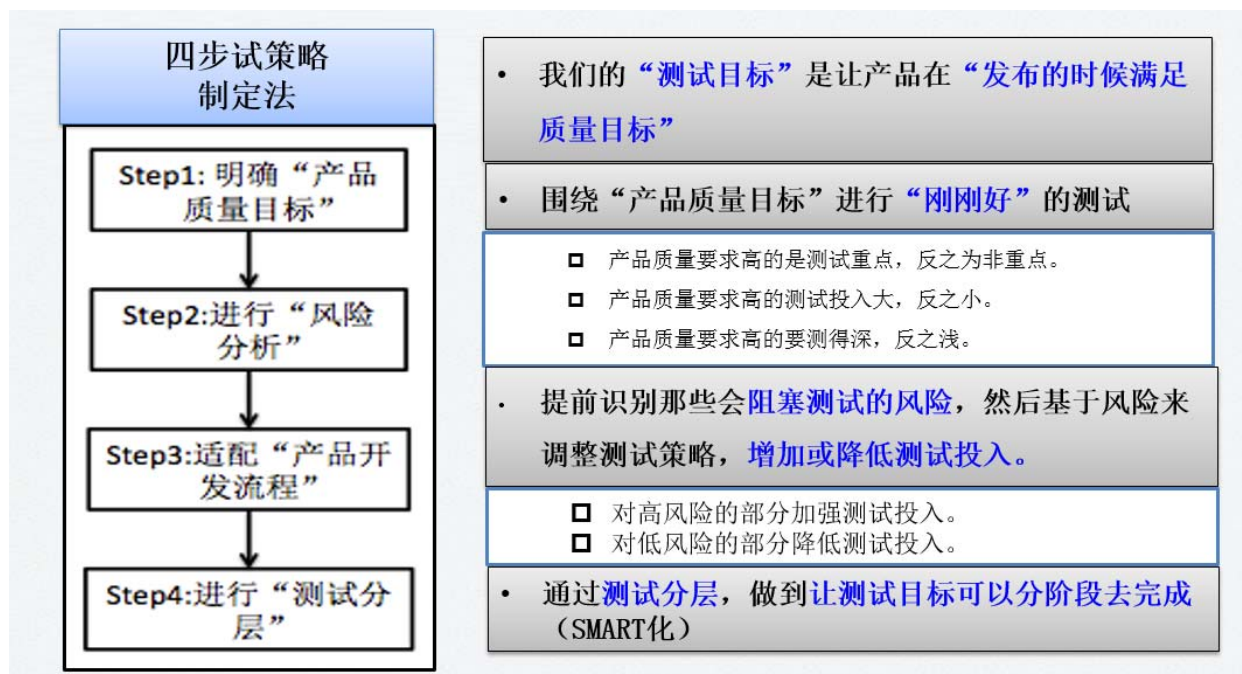 四步试策略
制定法
Step1: 明确“产品
质量目标”
Step2:进行“风险
分析”
Step3:适配“产品开
发流程”
Step4:进行“测试分
层”
• 我们的“测试目标”是让产品在“发布的时候满足
质量目标”
• 围绕“产品质量目标”进行“刚刚好”的测试
产品质量要求高的是测试重点，反之为非重点。
产品质量要求高的测试投入大，反之小。
产品质量要求高的要测得深，反之浅。
• 提前识别那些会阻塞测试的风险，然后基于风险来
调整测试策略，增加或降低测试投入。
对高风险的部分加强测试投入。
对低风险的部分降低测试投入。
• 通过测试分层，做到让测试目标可以分阶段去完成
（SMART化）